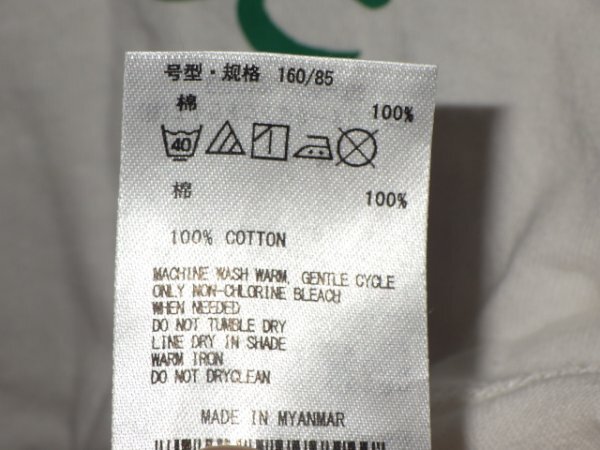 号型・规格 160/85
棉 100%
40
棉 100%
100% COTTON
MACHINE WASH WARM, GENTLE CYCLE
ONLY NON-CHLORINE BLEACH
WHEN NEEDED
DO NOT TUMBLE DRY
LINE DRY IN SHADE
WARM IRON
DO NOT DRYCLEAN
MADE IN MYANMAR